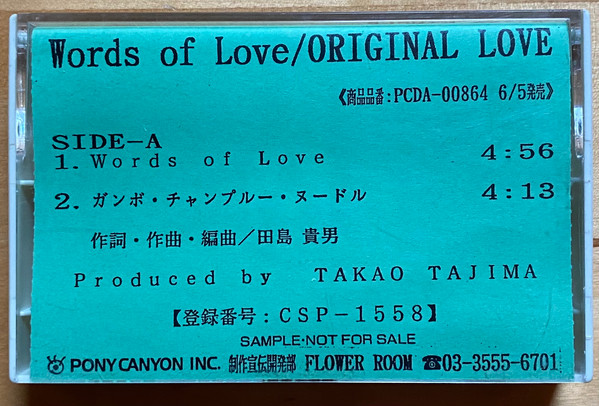 Words of Love/ORIGINAL LOVE
《商品品番:PCDA-00864 6/5発売》
SIDE-A
1. Words of Love 4:56
2. ガンボ・チャンプルー・ヌードル 4:13
作詞・作曲・編曲／田島 貴男
Produced by TAKAO TAJIMA
【登録番号:CSP-1558】
SAMPLE·NOT FOR SALE
PONY CANYON INC. 制作宣伝開発部 FLOWER ROOM ☎03-3555-6701